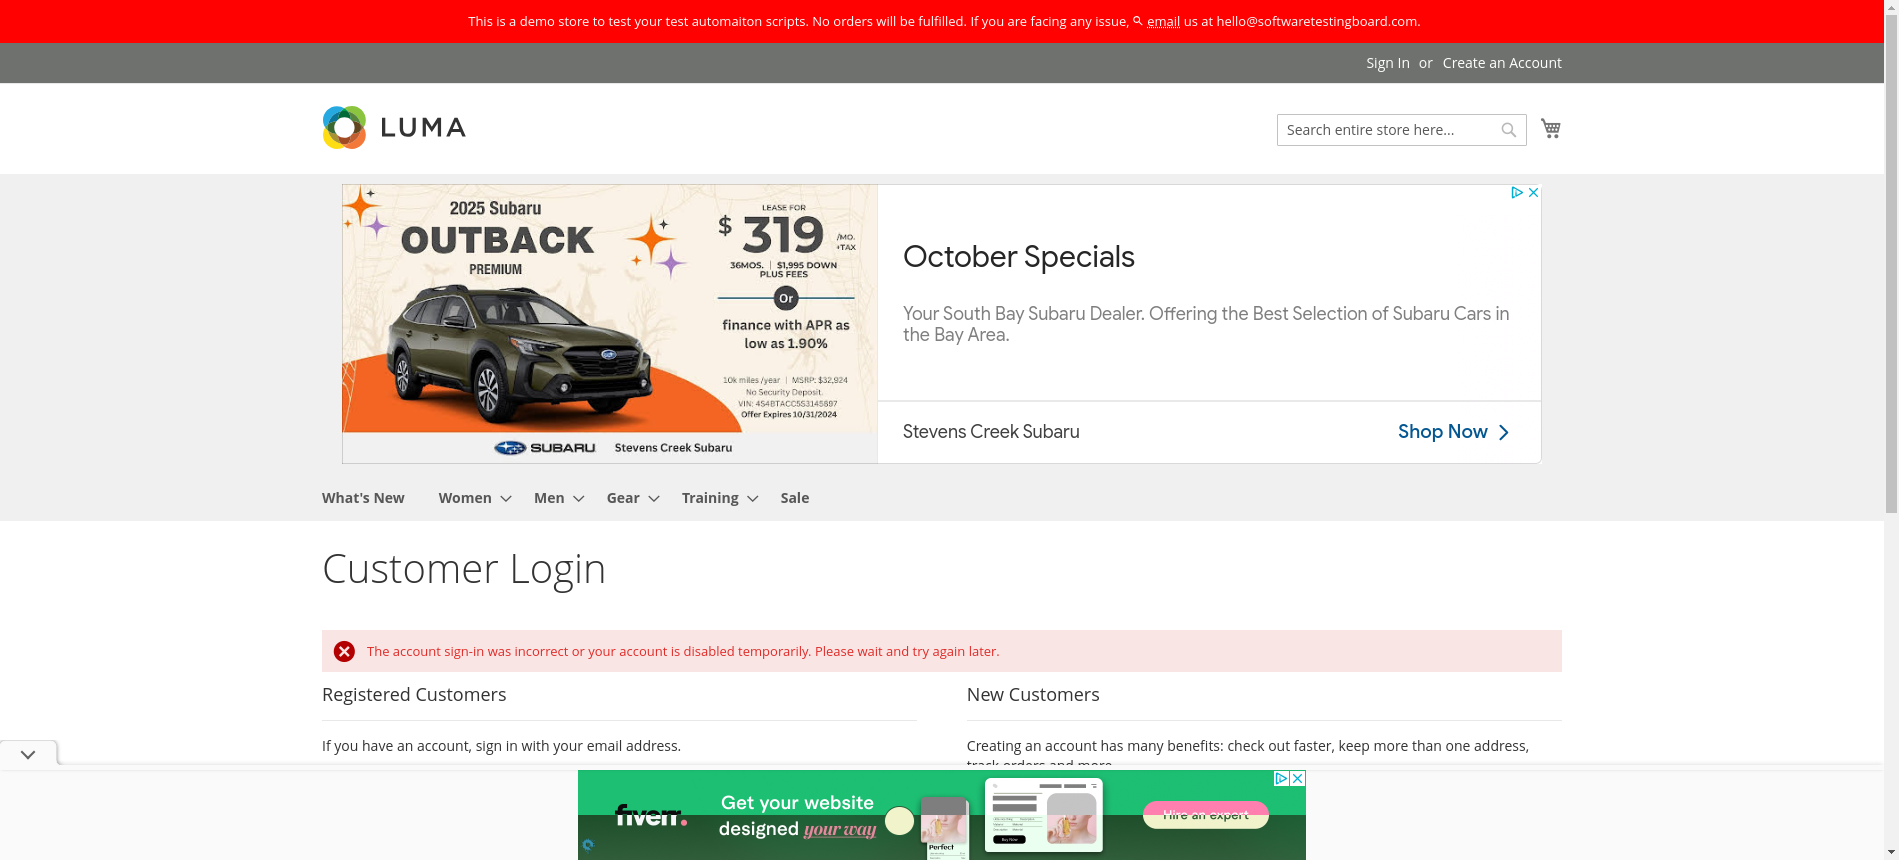 This is a demo store to test your test automaiton scripts. No orders will be fulfilled. If you are facing any issue, email us at hello@softwaretestingboard.com.
Sign In or Create an Account
LUMA
Search entire store here...
2025 Subaru
OUTBACK
PREMIUM
LEASE FOR
$ 319 /MO. +TAX
36MOS. | $1,995 DOWN
PLUS FEES
Or
finance with APR as
low as 1.90%
10k miles /year | MSRP: $32,924
No Security Deposit.
VIN: 4S4BTACC5S3145897
Offer Expires 10/31/2024
SUBARU Stevens Creek Subaru
October Specials
Your South Bay Subaru Dealer. Offering the Best Selection of Subaru Cars in
the Bay Area.
Stevens Creek Subaru
Shop Now
What's New Women Men Gear Training Sale
Customer Login
The account sign-in was incorrect or your account is disabled temporarily. Please wait and try again later.
Registered Customers
If you have an account, sign in with your email address.
New Customers
Creating an account has many benefits: check out faster, keep more than one address,
track orders and more.
fiverr.
Get your website
designed your way
Perfect
Buy Now
Hire an expert